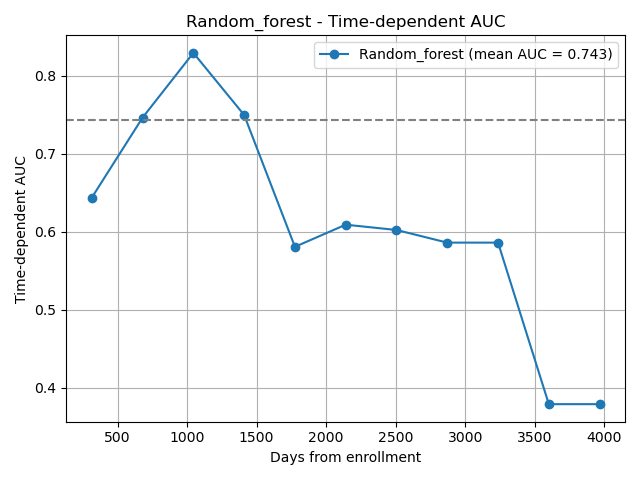 Random_forest - Time-dependent AUC
Random_forest (mean AUC = 0.743)
Time-dependent AUC
0.8
0.7
0.6
0.5
0.4
500 1000 1500 2000 2500 3000 3500 4000
Days from enrollment